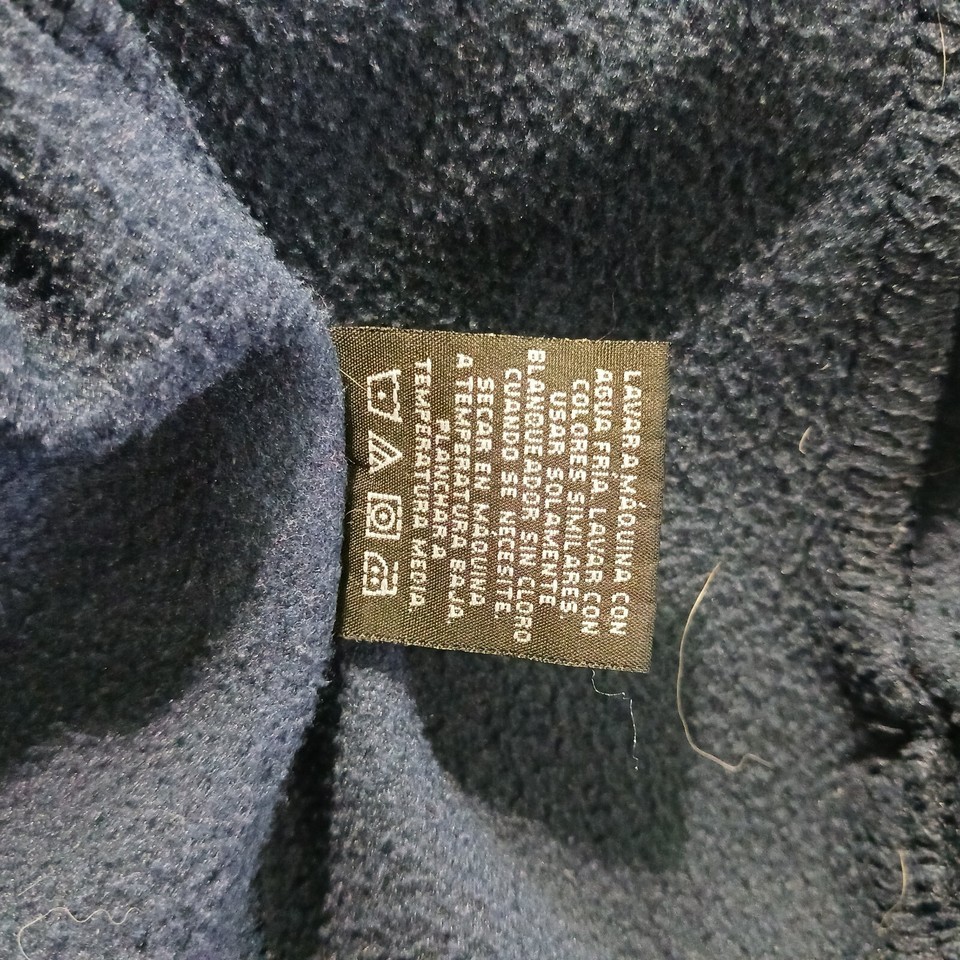 LAVAR A MÁQUINA CON
AGUA FRIA LAVAR CON
COLORES SIMILARES
USAR SOLAMENTE
BLANQUEADOR SIN CLORO
CUANDO SE NECESITE.
SECAR EN MÁQUINA
A TEMPERATURA BAJA.
PLANCHAR A
TEMPERATURA MEDIA